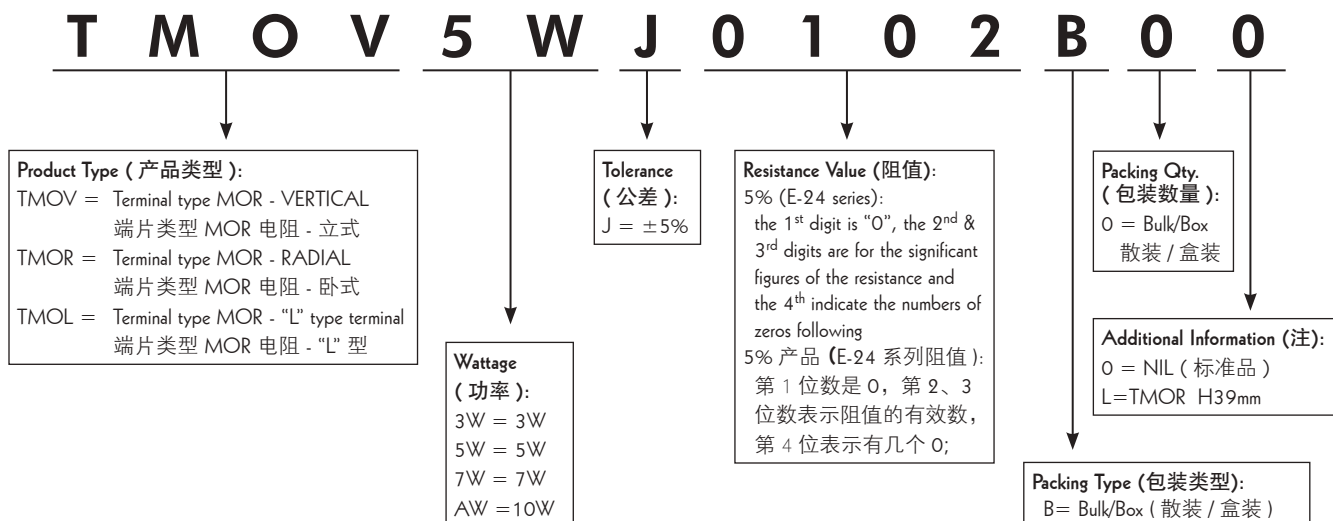 TMOV5WJ0102B00
Product Type ( 产品类型 ):
TMOV = Terminal type MOR - VERTICAL
端片类型 MOR 电阻 - 立式
TMOR = Terminal type MOR - RADIAL
端片类型 MOR 电阻 - 卧式
TMOL = Terminal type MOR - “L” type terminal
端片类型 MOR 电阻 - “L” 型
Wattage
( 功率 ):
3W = 3W
5W = 5W
7W = 7W
AW =10W
Tolerance
( 公差 ):
J = ±5%
Resistance Value (阻值):
5% (E-24 series):
the 1st digit is “0”, the 2nd &
3rd digits are for the significant
figures of the resistance and
the 4th indicate the numbers of
zeros following
5% 产品 (E-24 系列阻值 ):
第 1 位数是 0，第 2、3
位数表示阻值的有效数，
第 4 位表示有几个 0;
Packing Qty.
( 包装数量 ):
0 = Bulk/Box
散装 / 盒装
Additional Information (注):
0 = NIL ( 标准品 )
L=TMOR H39mm
Packing Type (包装类型):
B= Bulk/Box ( 散装 / 盒装 )